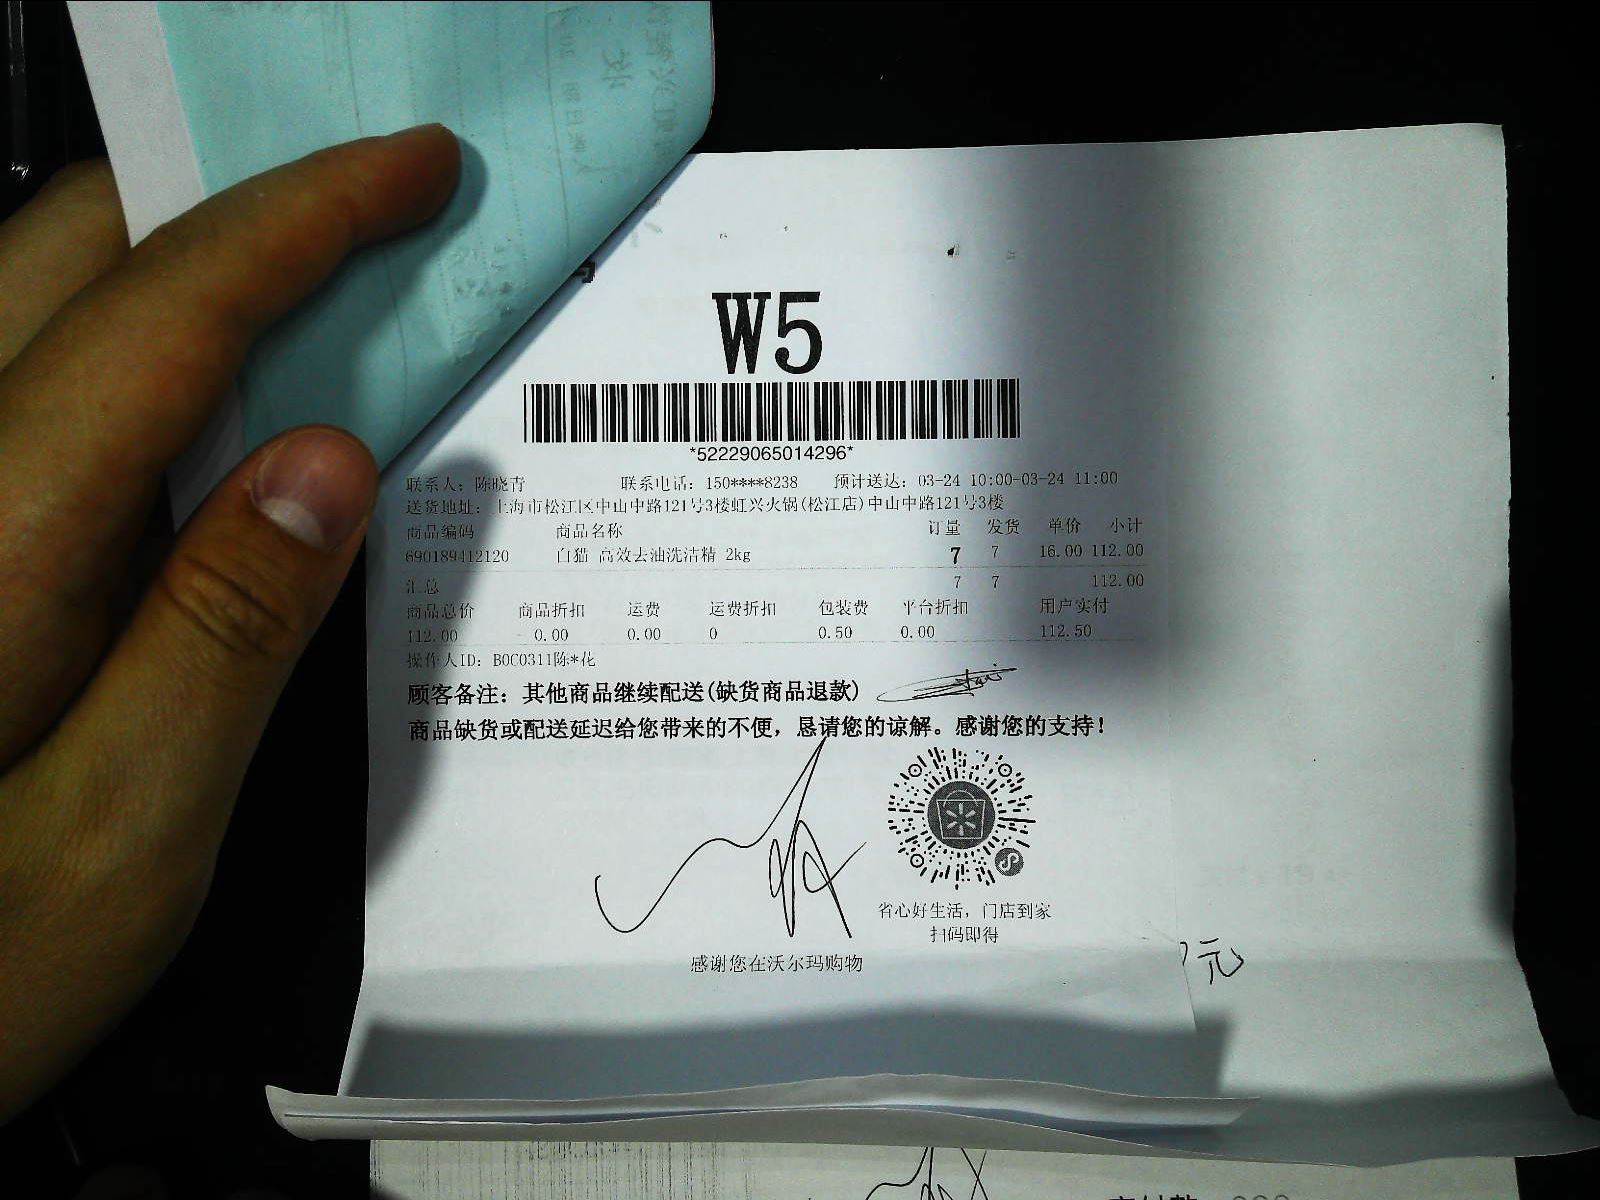 W5
*52229065014296*
联系人：陈晓青 联系电话：150****8238 预计送达：03-24 10:00-03-24 11:00
送货地址：上海市松江区中山中路121号3楼虹兴火锅(松江店)中山中路121号3楼
商品编码 商品名称 订量 发货 单价 小计
690189412120 白猫 高效去油洗洁精 2kg 7 7 16.00 112.00
汇总 7 7 112.00
商品总价 商品折扣 运费 运费折扣 包装费 平台折扣 用户实付
112.00 - 0.00 0.00 0 0.50 0.00 112.50
操作人ID：BOC0311陈*花
顾客备注：其他商品继续配送(缺货商品退款)
商品缺货或配送延迟给您带来的不便，恳请您的谅解。感谢您的支持！
省心好生活，门店到家
扫码即得
元
感谢您在沃尔玛购物